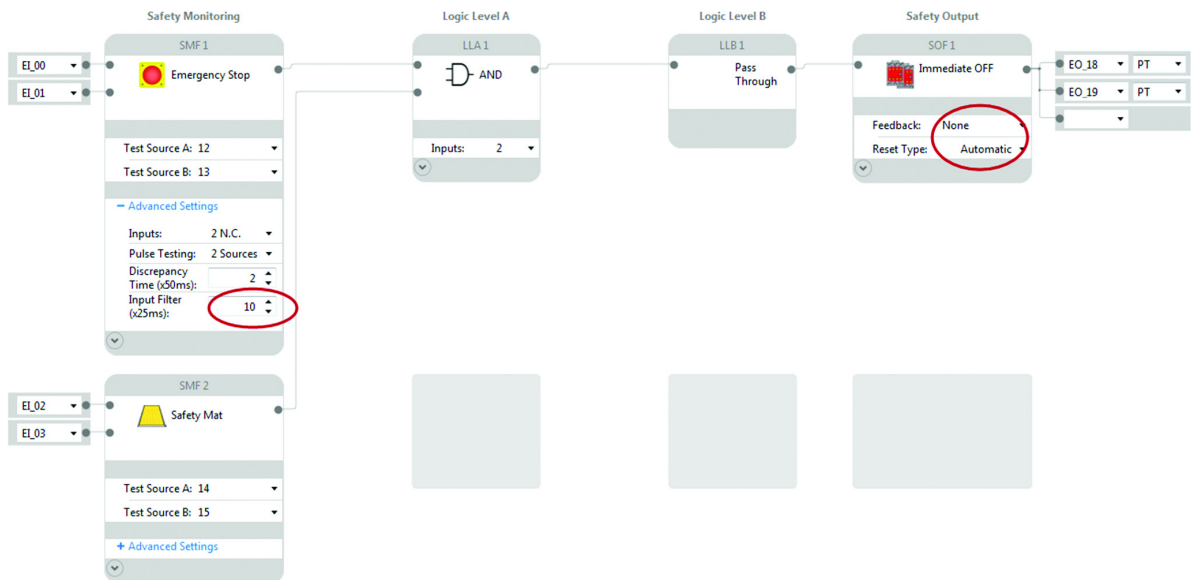 Safety Monitoring
Logic Level A
Logic Level B
Safety Output
SMF 1
EI_00
EI_01
Emergency Stop
Test Source A: 12
Test Source B: 13
Advanced Settings
Inputs: 2 N.C.
Pulse Testing: 2 Sources
Discrepancy
Time (x50ms): 2
Input Filter
(x25ms): 10
LLA 1
AND
Inputs: 2
LLB 1
Pass
Through
SOF 1
Immediate OFF
Feedback: None
Reset Type: Automatic
EO_18 PT
EO_19 PT
SMF 2
EI_02
EI_03
Safety Mat
Test Source A: 14
Test Source B: 15
Advanced Settings